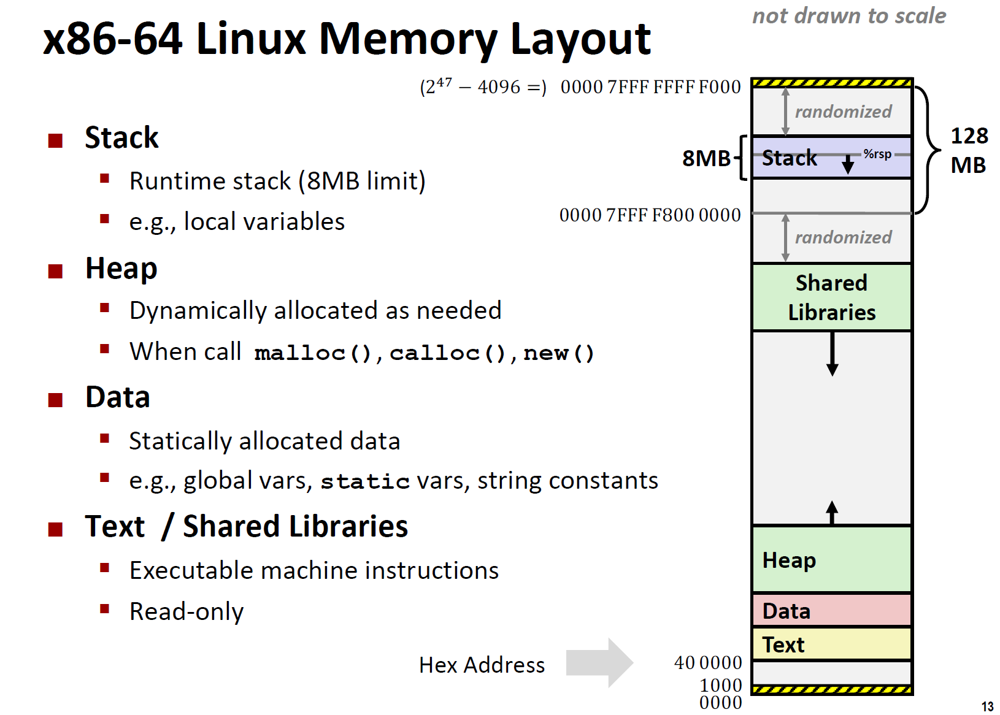 not drawn to scale
x86-64 Linux Memory Layout
(2⁴⁷ − 4096 =) 0000 7FFF FFFF F000
■ Stack
▪ Runtime stack (8MB limit)
▪ e.g., local variables
■ Heap
▪ Dynamically allocated as needed
▪ When call malloc(), calloc(), new()
■ Data
▪ Statically allocated data
▪ e.g., global vars, static vars, string constants
■ Text / Shared Libraries
▪ Executable machine instructions
▪ Read-only
Hex Address
randomized
128
MB
8MB
Stack
%rsp
0000 7FFF F800 0000
randomized
Shared
Libraries
Heap
Data
Text
40 0000
1000
0000
13